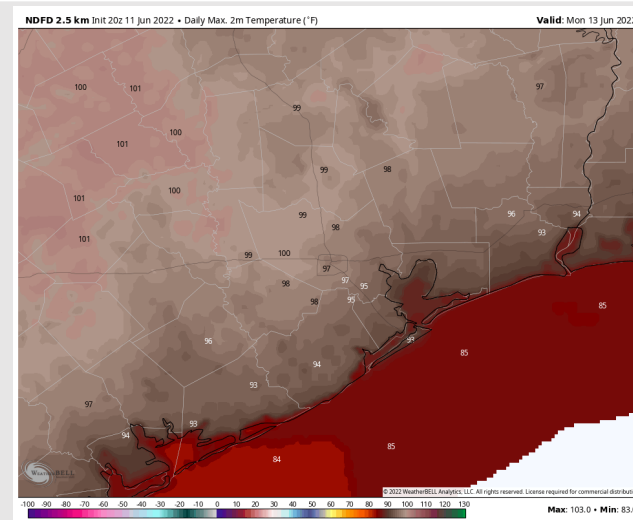 NDFD 2.5 km Init 20z 11 Jun 2022 • Daily Max. 2m Temperature (°F)
Valid: Mon 13 Jun 2022
100 101 97
99
100
101
99 98
100
101 99 96 94
98 93
101
99 100
97
98 97 95
98 95 85
96 93
85
94
93
97
93
94
85
84
WEATHERBELL
© 2022 WeatherBELL Analytics, LLC. All rights reserved. License required for commercial distribu
-100 -90 -80 -70 -60 -50 -40 -30 -20 -10 0 10 20 30 40 50 60 70 80 90 100 110 120 130
Max: 103.0 • Min: 83.